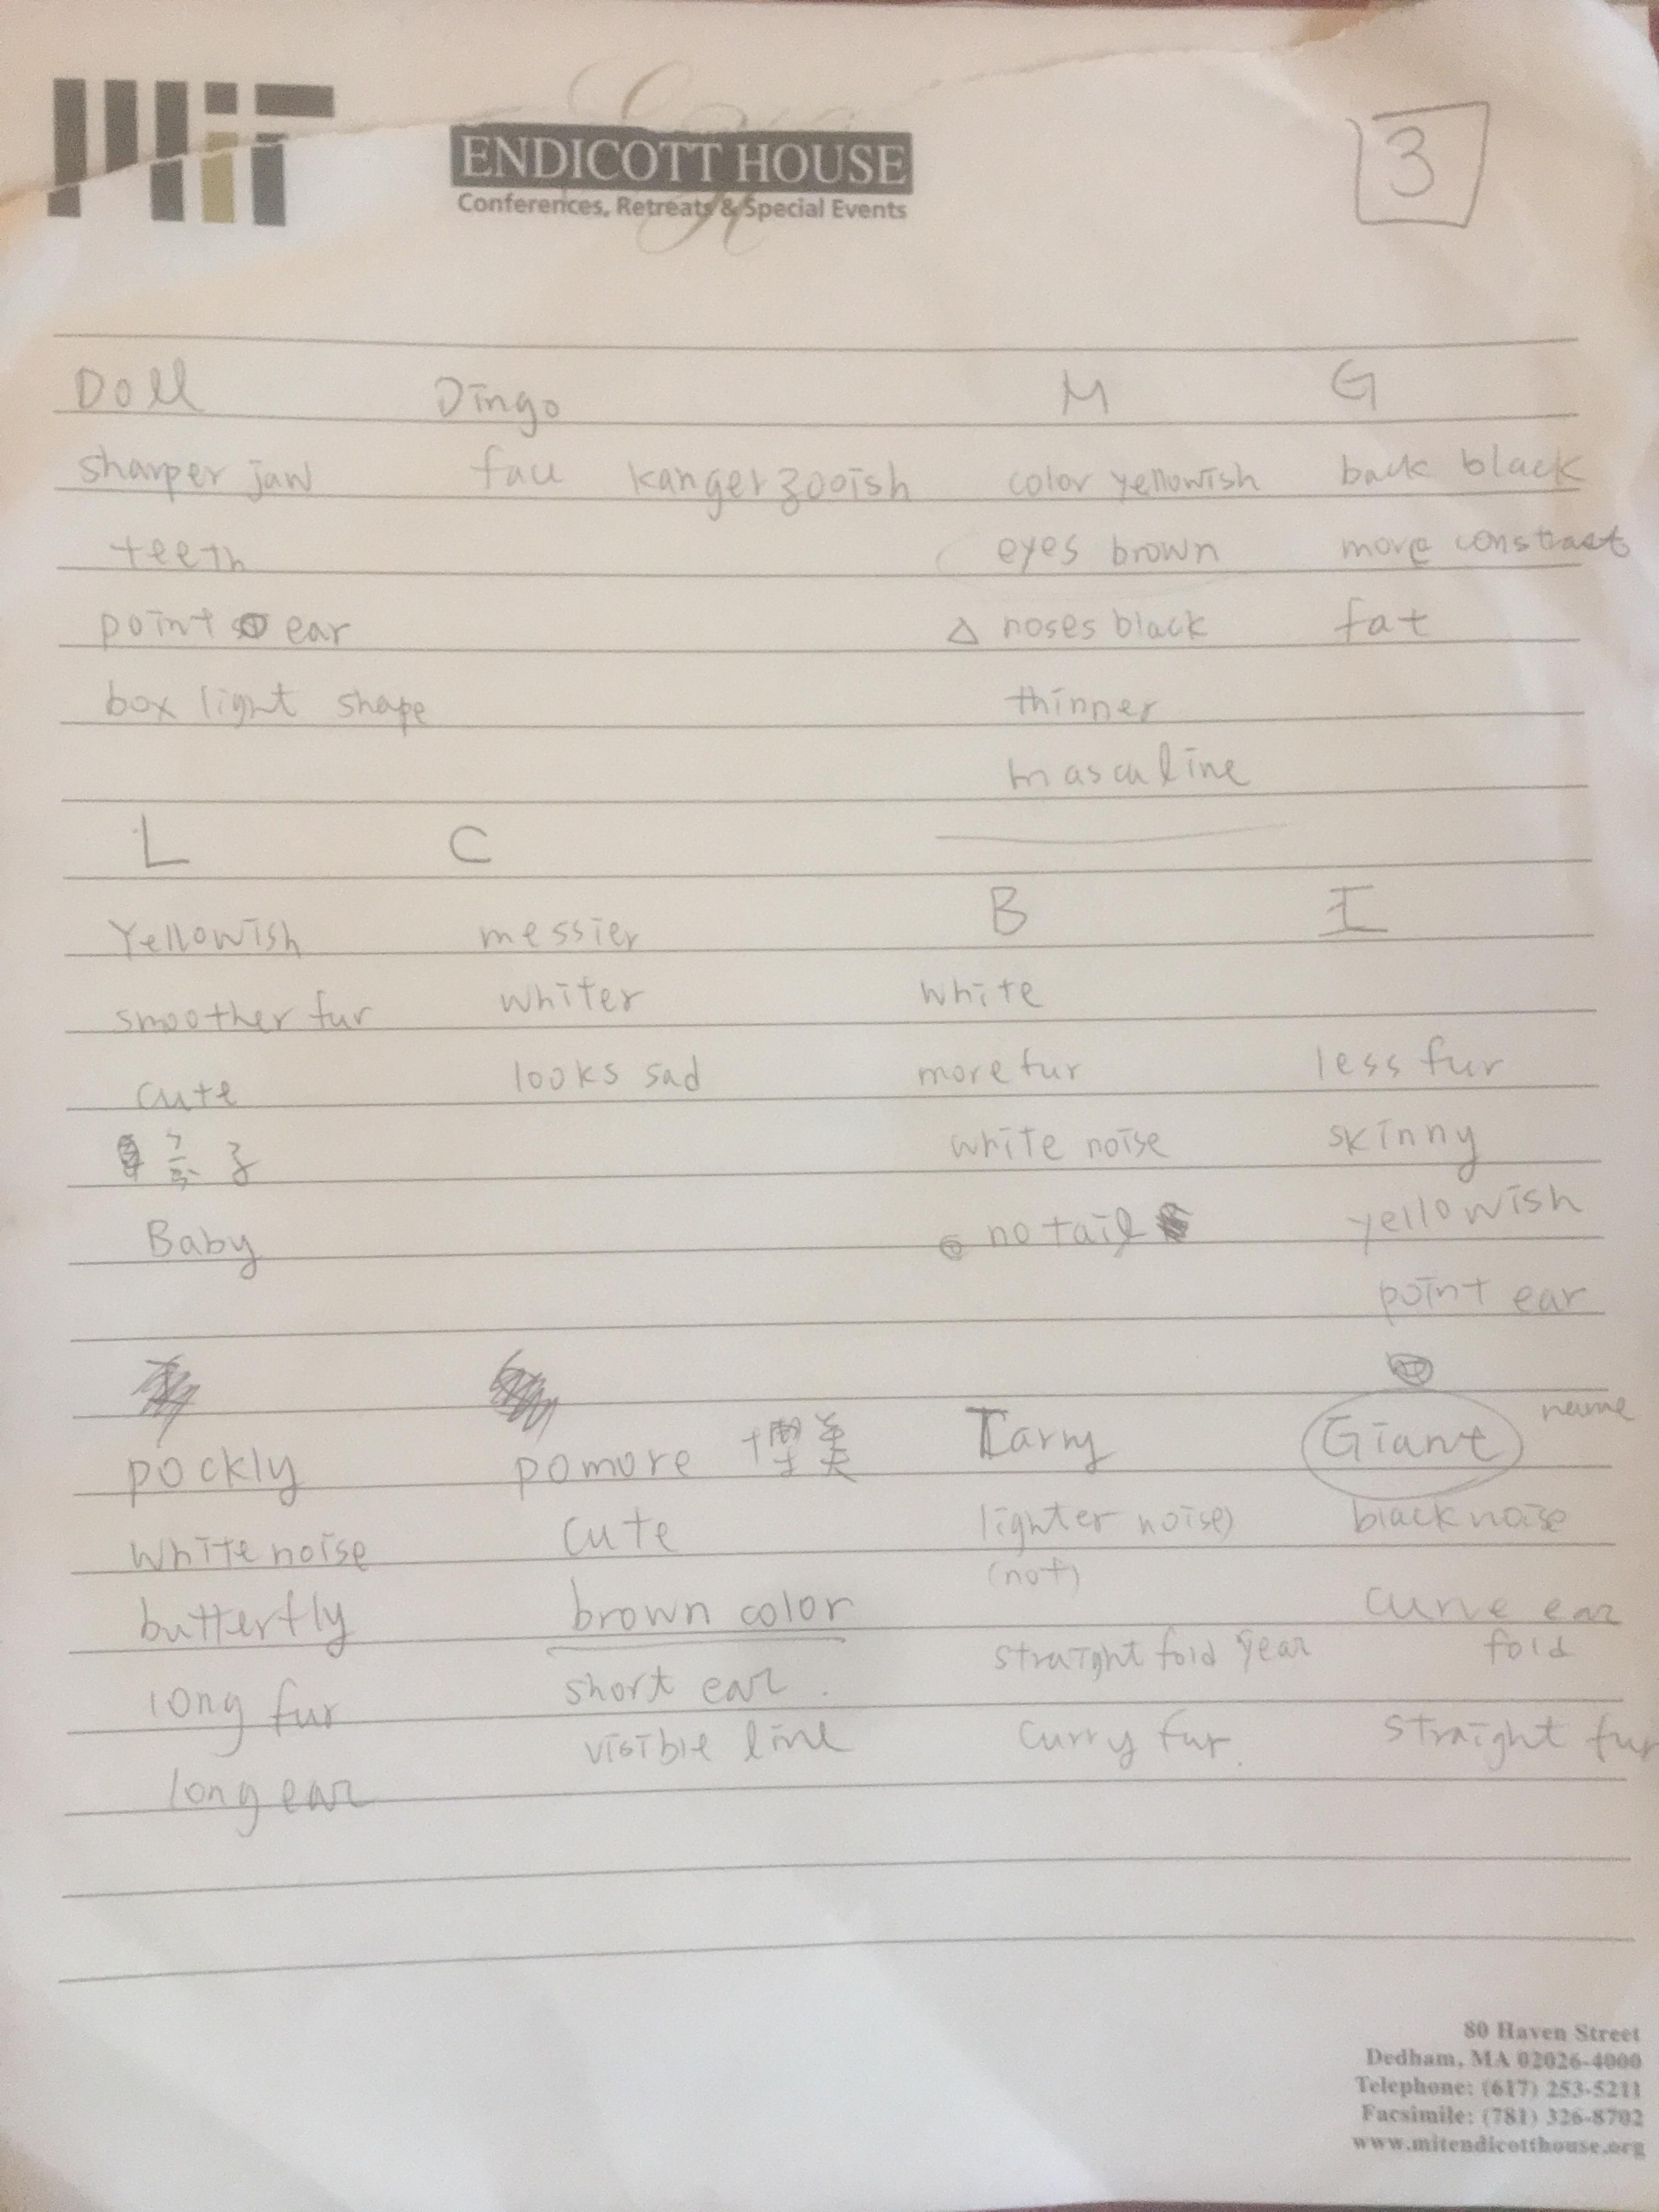 MIT
ENDICOTT HOUSE
Conferences, Retreats & Special Events
3
Doll Dingo M G
sharper jaw face kangerzooish color yellowish back black
teeth eyes brown more constrast
point ear △ noses black fat
box light shape thinner
masculine
L C
B I
Yellowish messier
smoother fur whiter white
cute looks sad more fur less fur
white noise skinny
Baby no tail yellowish
point ear
name
pockly pomore Larry Giant
white noise cute lighter noise) black noise
(not)
butterfly brown color curve ear
straight fold year fold
long fur short ear.
visible line curry fur. straight fur
long ear
80 Haven Street
Dedham, MA 02026-4000
Telephone: (617) 253-5211
Facsimile: (781) 326-8702
www.mitendicotthouse.org